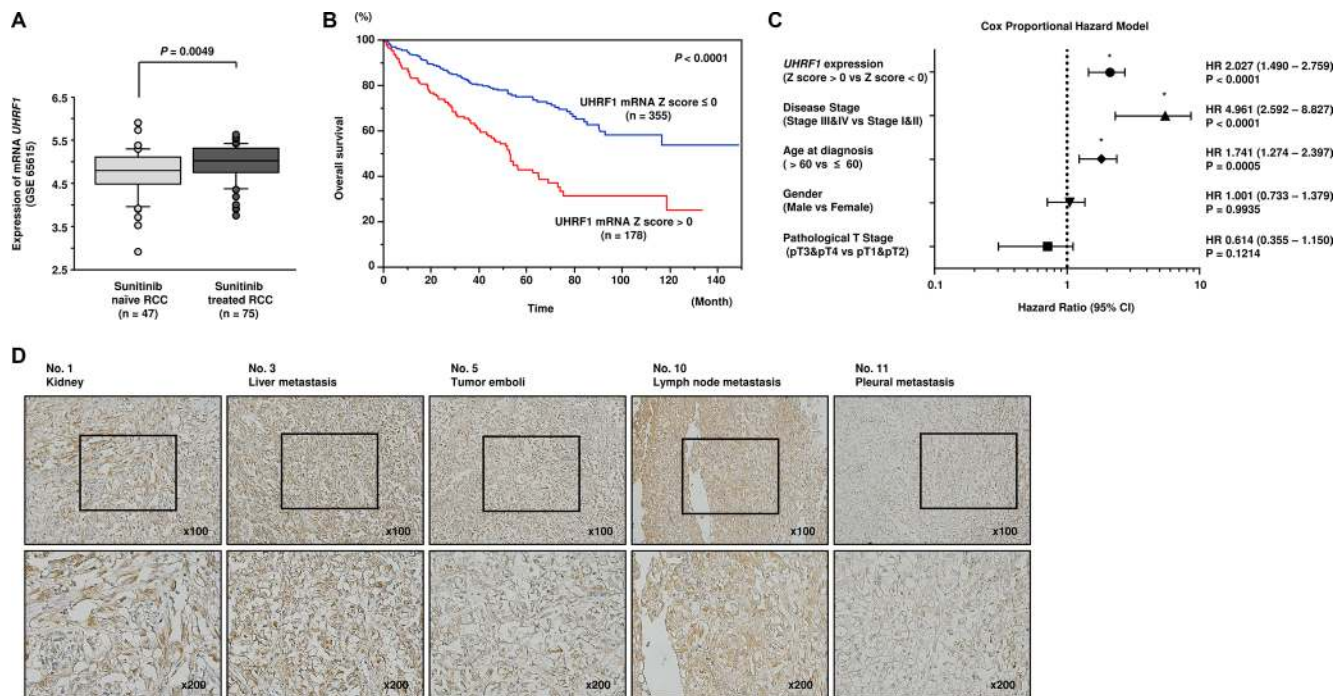 A
P = 0.0049
Expression of mRNA UHRF1
(GSE 65615)
6.5
5.5
4.5
3.5
2.5
Sunitinib
naïve RCC
(n = 47)
Sunitinib
treated RCC
(n = 75)
B
(%)
100
80
60
40
20
0
Overall survival
P < 0.0001
UHRF1 mRNA Z score ≤ 0
(n = 355)
UHRF1 mRNA Z score > 0
(n = 178)
0 20 40 60 80 100 120 140
Time
(Month)
C
Cox Proportional Hazard Model
UHRF1 expression
(Z score > 0 vs Z score < 0)
*
HR 2.027 (1.490 – 2.759)
P < 0.0001
Disease Stage
(Stage III&IV vs Stage I&II)
*
HR 4.961 (2.592 – 8.827)
P < 0.0001
Age at diagnosis
( > 60 vs ≤ 60)
*
HR 1.741 (1.274 – 2.397)
P = 0.0005
Gender
(Male vs Female)
HR 1.001 (0.733 – 1.379)
P = 0.9935
Pathological T Stage
(pT3&pT4 vs pT1&pT2)
HR 0.614 (0.355 – 1.150)
P = 0.1214
0.1 1 10
Hazard Ratio (95% CI)
D
No. 1
Kidney
No. 3
Liver metastasis
No. 5
Tumor emboli
No. 10
Lymph node metastasis
No. 11
Pleural metastasis
x100
x100
x100
x100
x100
x200
x200
x200
x200
x200